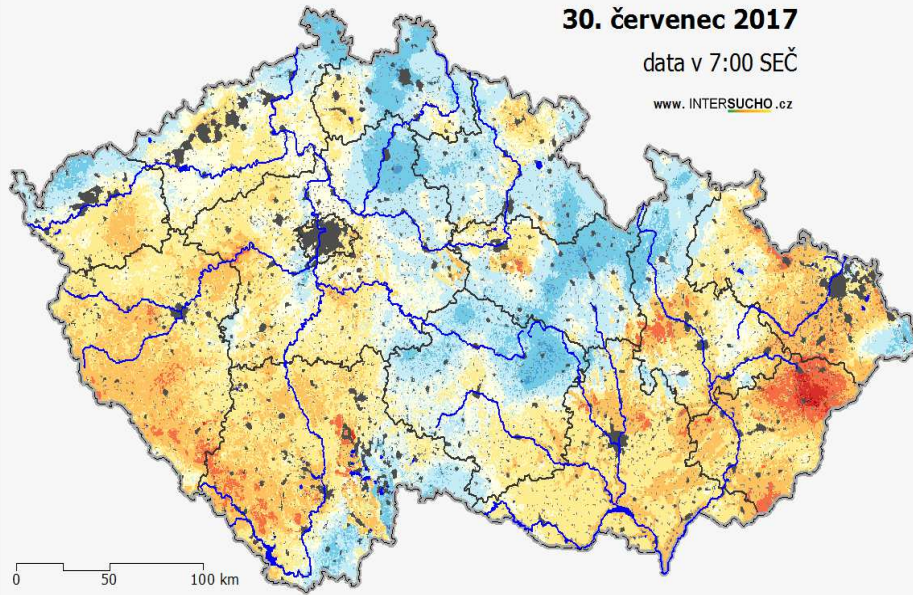 30. červenec 2017
data v 7:00 SEČ
www. INTERSUCHO.cz
0 50 100 km